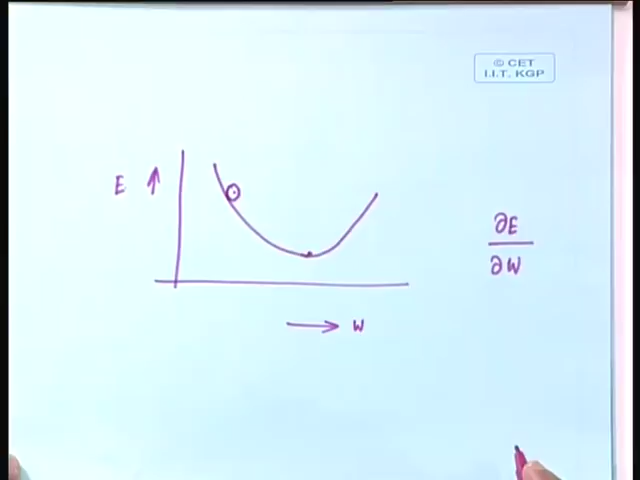 © CET
I.I.T. KGP
E ↑
∂E
∂W
→ W